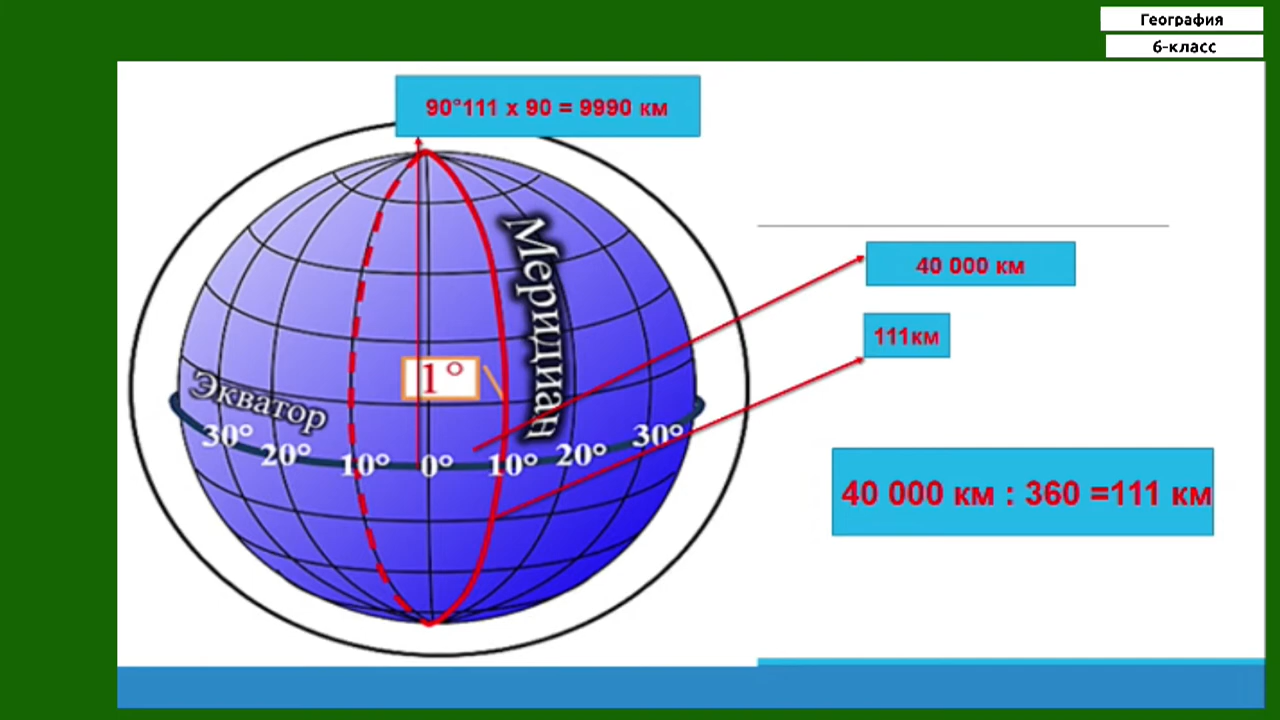 География
6-класс
90°111 х 90 = 9990 км
Меридиан
40 000 км
111км
1°
Экватор
30° 20° 10° 0° 10° 20° 30°
40 000 км : 360 =111 км